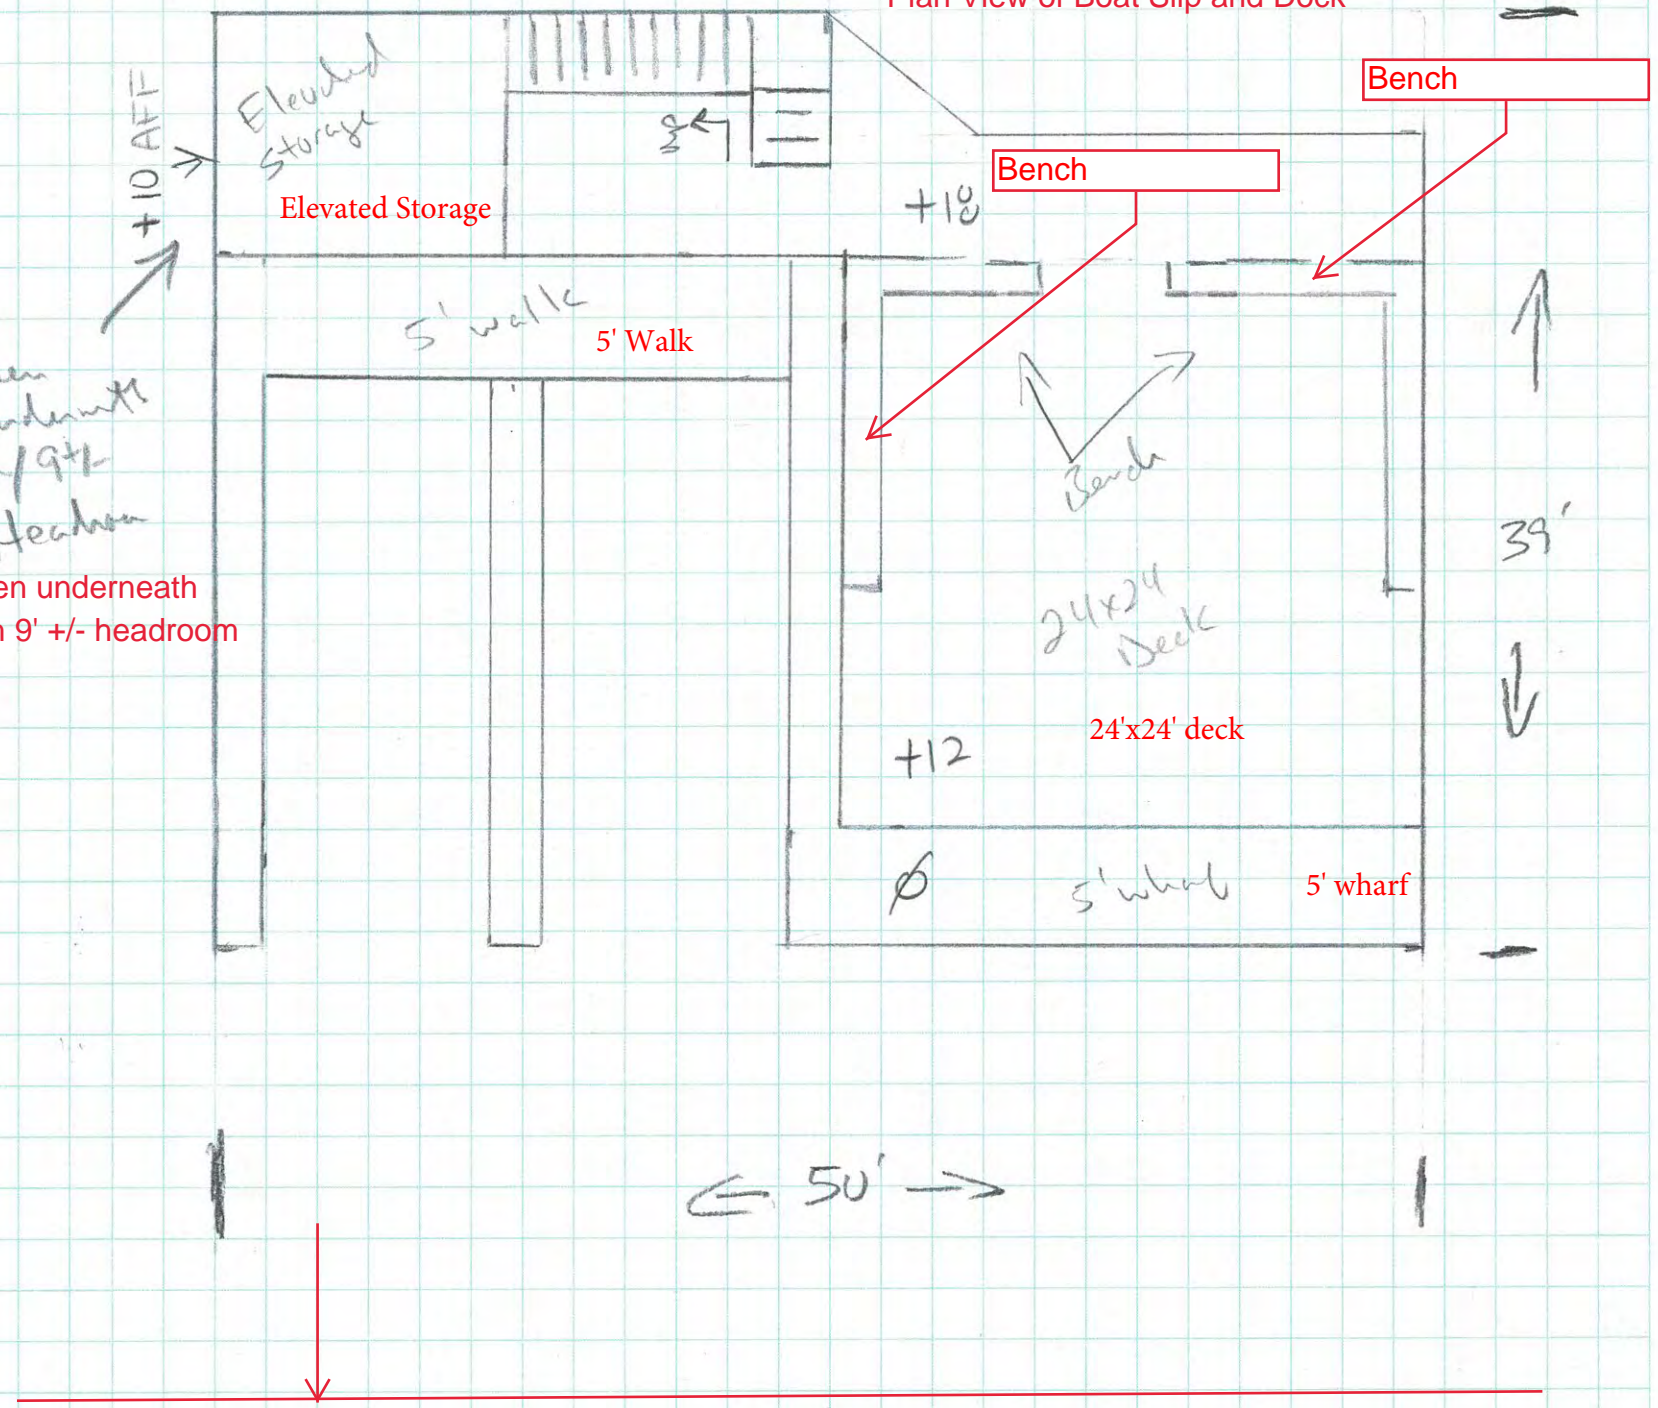 Plan View of Boat Slip and Dock
Bench
Bench
+10 AFF
Elevated
Storage
Elevated Storage
+18
5' walk
5' Walk
en
underneath
w/ 9+/-
Headroom
en underneath
h 9' +/- headroom
Bench
39'
24x24
Deck
24'x24' deck
+12
Ø
5' wharf
5' wharf
50'